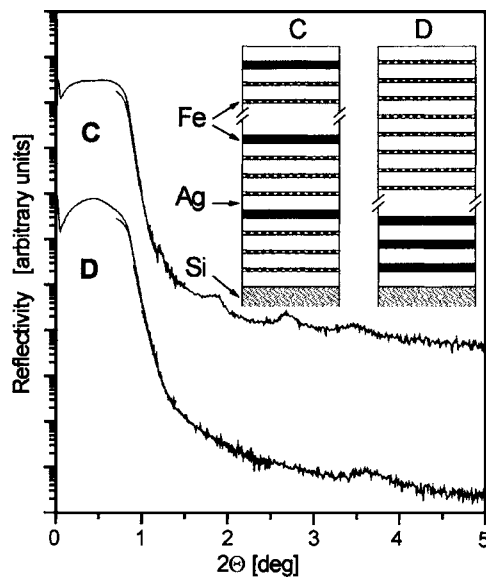 C D
Fe
Ag
Si
C
D
Reflectivity [arbitrary units]
0 1 2 3 4 5
2Θ [deg]